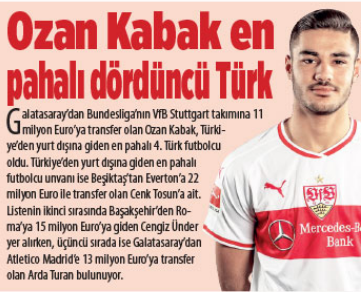 Ozan Kabak en
pahalı dördüncü Türk
Galatasaray'dan Bundesliga'nın VfB Stuttgart takımına 11
milyon Euro'ya transfer olan Ozan Kabak, Türki-
ye'den yurt dışına giden en pahalı 4. Türk futbolcu
oldu. Türkiye'den yurt dışına giden en pahalı
futbolcu unvanı ise Beşiktaş'tan Everton'a 22
milyon Euro ile transfer olan Cenk Tosun'a ait.
Listenin ikinci sırasında Başakşehir'den Ro-
ma'ya 15 milyon Euro'ya giden Cengiz Ünder
yer alırken, üçüncü sırada ise Galatasaray'dan
Atletico Madrid'e 13 milyon Euro'ya transfer
olan Arda Turan bulunuyor.
Mercedes-Be
Bank